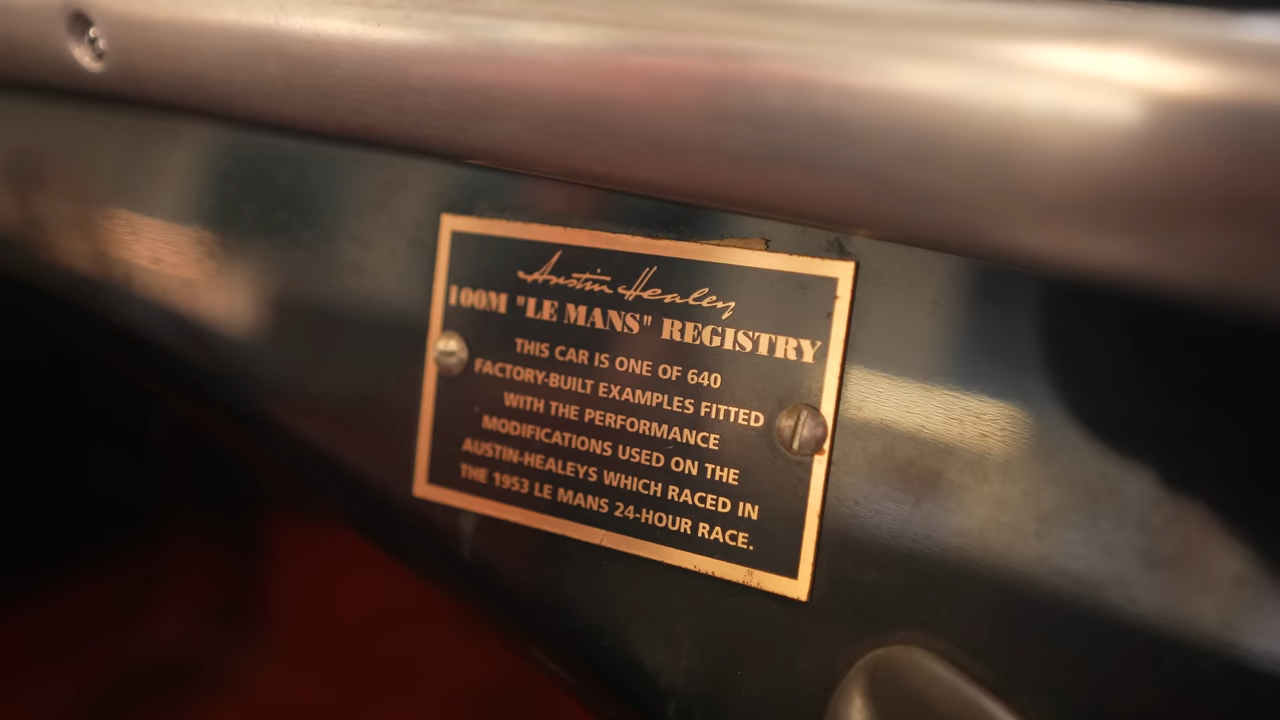 Austin Healey
100M "LE MANS" REGISTRY
THIS CAR IS ONE OF 640
FACTORY-BUILT EXAMPLES FITTED
WITH THE PERFORMANCE
MODIFICATIONS USED ON THE
AUSTIN-HEALEYS WHICH RACED IN
THE 1953 LE MANS 24-HOUR RACE.